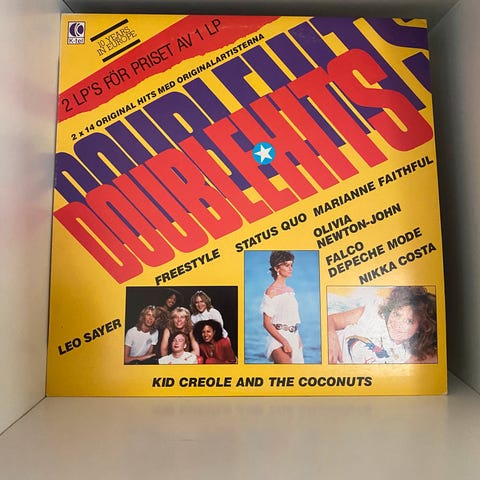 K-tel
10 YEARS
IN EUROPE
2 LP'S FÖR PRISET AV 1 LP
2 x 14 ORIGINAL HITS MED ORIGINALARTISTERNA
DOUBLEHITS
DOUBLEHITS
LEO SAYER
FREESTYLE
STATUS QUO
MARIANNE FAITHFUL
OLIVIA
NEWTON-JOHN
FALCO
DEPECHE MODE
NIKKA COSTA
KID CREOLE AND THE COCONUTS